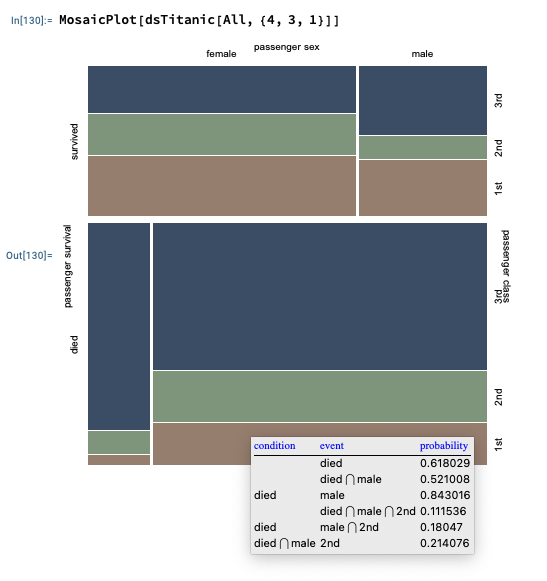 In[130]:= MosaicPlot[dsTitanic[All, {4, 3, 1}]]
passenger sex
female male
survived
3rd
2nd
1st
Out[130]=
passenger survival
died
passenger class
3rd
2nd
1st
condition event probability
died 0.618029
died ⋂ male 0.521008
died male 0.843016
died ⋂ male ⋂ 2nd 0.111536
died male ⋂ 2nd 0.18047
died ⋂ male 2nd 0.214076